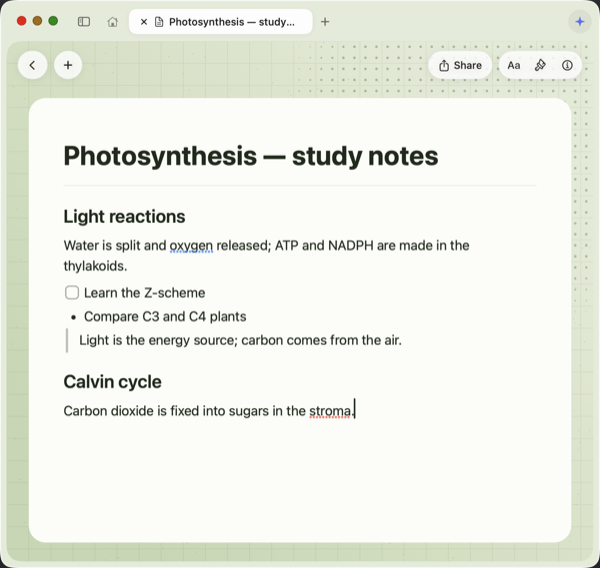 Photosynthesis — study...
Share
Aa
Photosynthesis — study notes
Light reactions
Water is split and oxygen released; ATP and NADPH are made in the
thylakoids.
Learn the Z-scheme
• Compare C3 and C4 plants
Light is the energy source; carbon comes from the air.
Calvin cycle
Carbon dioxide is fixed into sugars in the stroma.